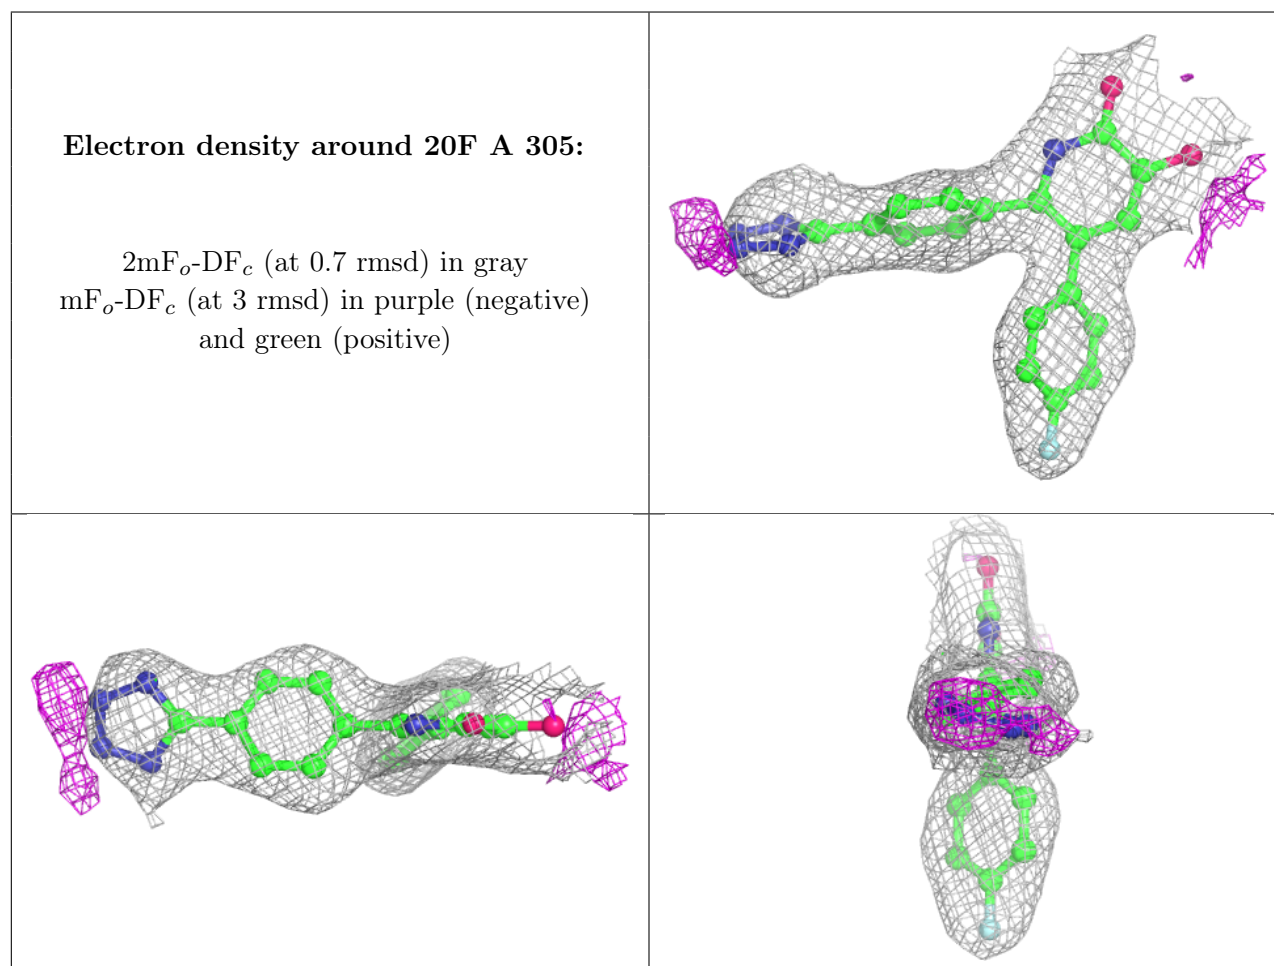 Electron density around 20F A 305:
2mFo-DFc (at 0.7 rmsd) in gray
mFo-DFc (at 3 rmsd) in purple (negative)
and green (positive)